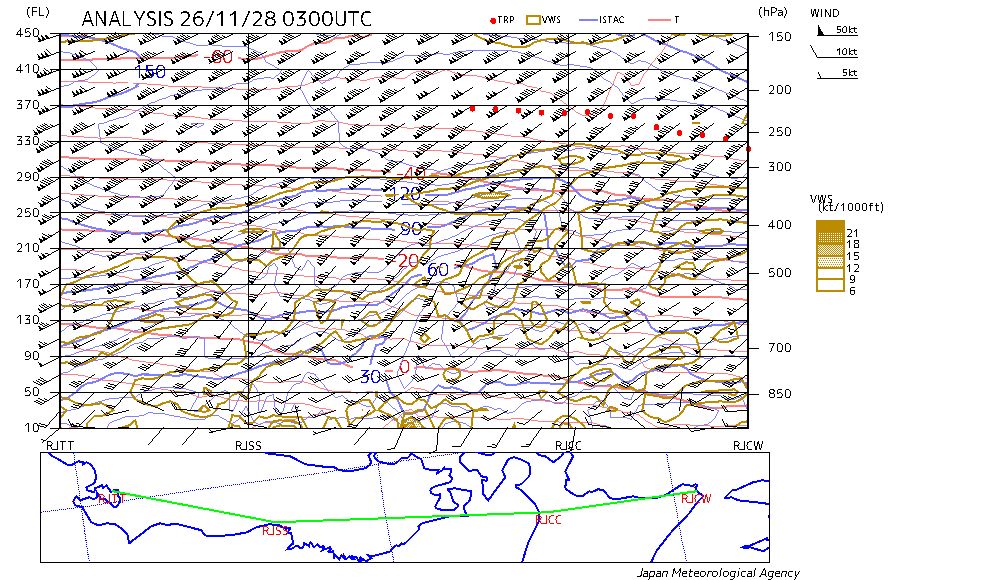 (FL) ANALYSIS 26/11/28 0300UTC TRP VWS ISTAC T (hPa) WIND
450 150 50kt
-60
410 150 10kt
5kt
200
370
250
330
300
290 -40
120 VWS
(kt/1000ft)
250 90 400
21
210 18
20 60 15
500 12
170 9
6
130
90 700
30 0
50 850
10
RJTT RJSS RJCC RJCW
RJTT RJCW
RJSS RJCC
Japan Meteorological Agency